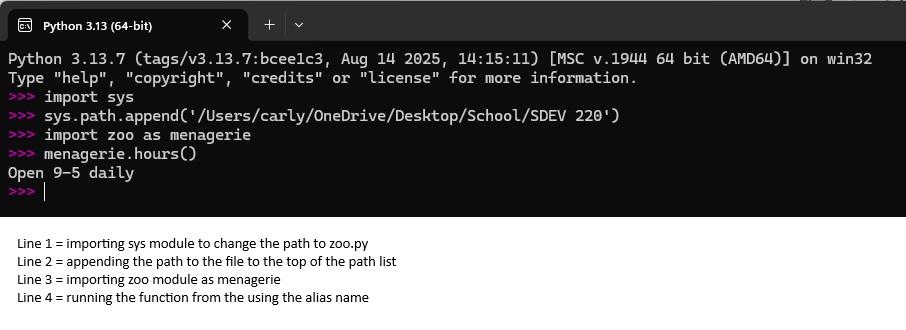 Python 3.13 (64-bit)
Python 3.13.7 (tags/v3.13.7:bcee1c3, Aug 14 2025, 14:15:11) [MSC v.1944 64 bit (AMD64)] on win32
Type "help", "copyright", "credits" or "license" for more information.
>>> import sys
>>> sys.path.append('/Users/carly/OneDrive/Desktop/School/SDEV 220')
>>> import zoo as menagerie
>>> menagerie.hours()
Open 9-5 daily
>>>
Line 1 = importing sys module to change the path to zoo.py
Line 2 = appending the path to the file to the top of the path list
Line 3 = importing zoo module as menagerie
Line 4 = running the function from the using the alias name